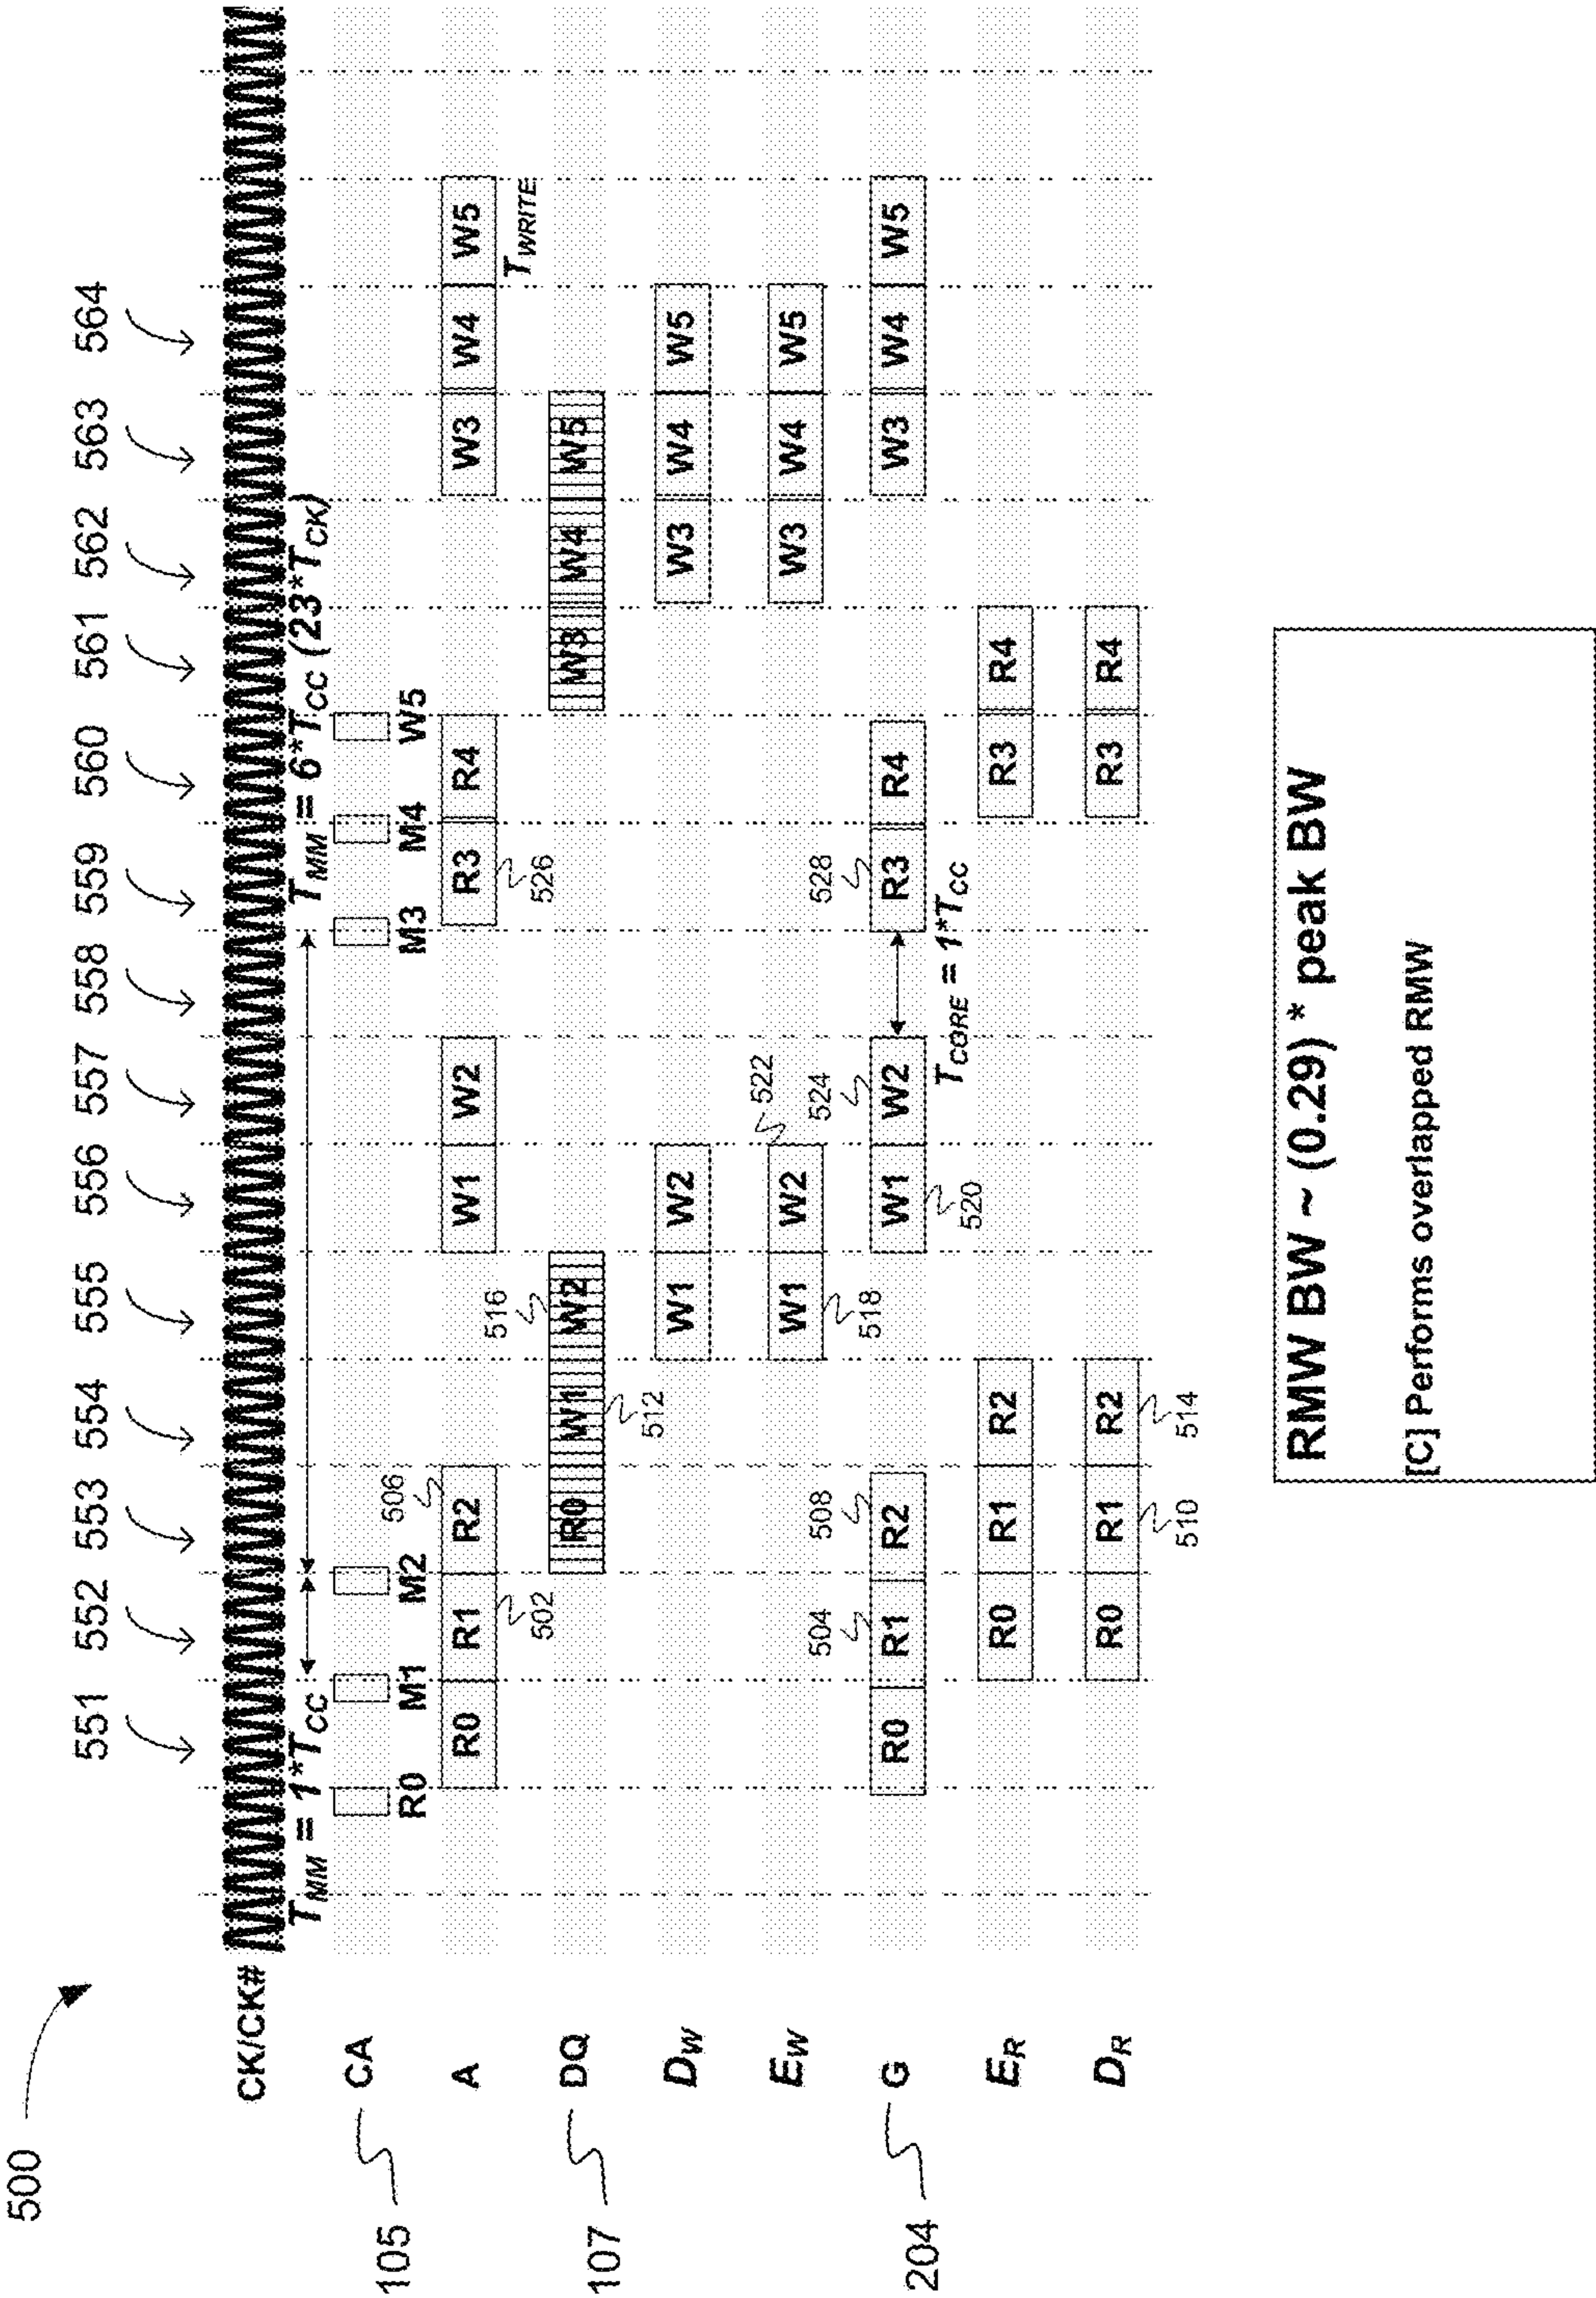 500
551 552 553 554 555 556 557 558 559 560 561 562 563 564
CK/CK#
T_MM = 1*T_CC
T_MM = 6*T_CC (23*T_CK)
105
CA
R0 M1 M2 M3 M4 W5
A
R0 R1 R2 W1 W2 R3 R4 W3 W4 W5
502 506 526
T_WRITE
107
DQ
R0 W1 W2 W3 W4 W5
512 516
D_W
W1 W2 W3 W4 W5
E_W
W1 W2 W3 W4 W5
518 522
204
G
R0 R1 R2 W1 W2 R3 R4 W3 W4 W5
504 508 520 524 528
T_CORE = 1*T_CC
E_R
R0 R1 R2 R3 R4
D_R
R0 R1 R2 R3 R4
510 514
RMW BW ~ (0.29) * peak BW
[C] Performs overlapped RMW